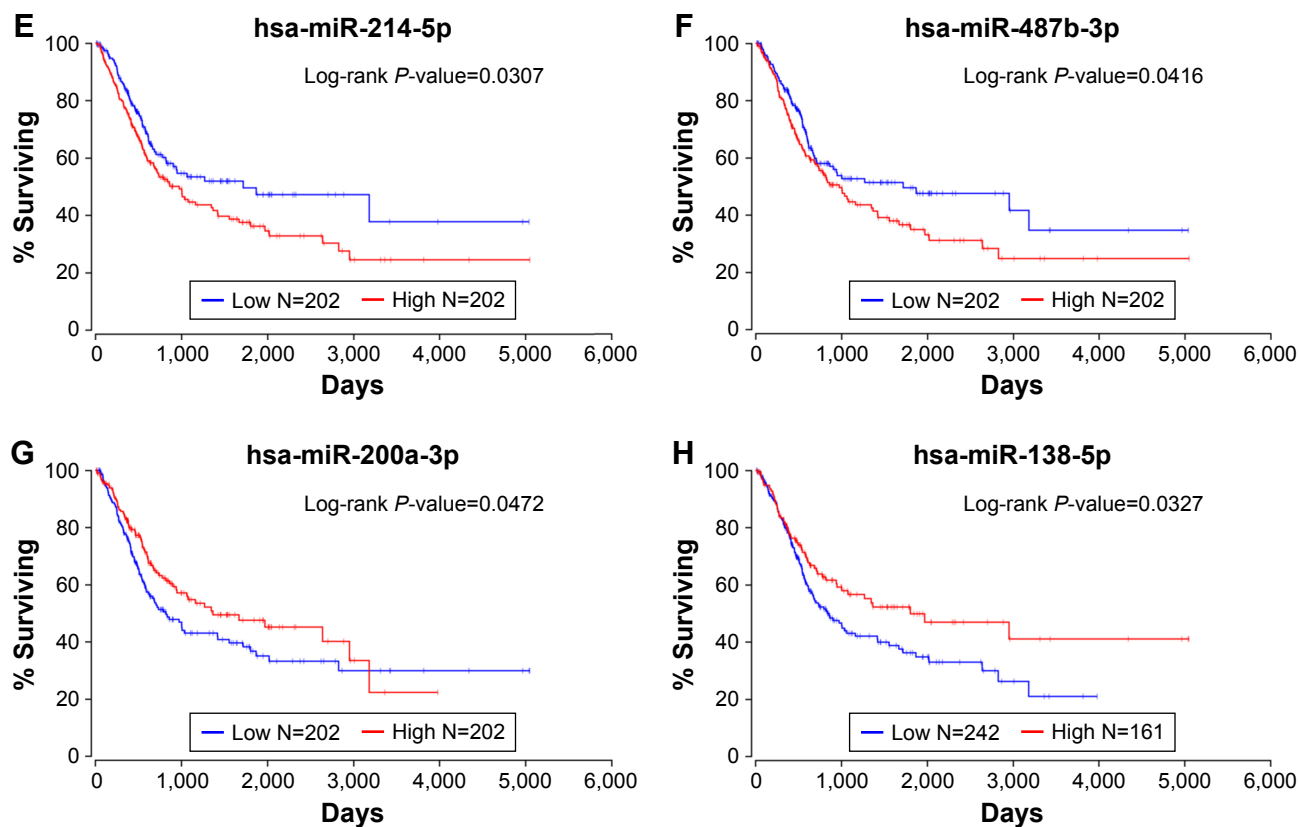 E
hsa-miR-214-5p
Log-rank P-value=0.0307
% Surviving
100
80
60
40
20
0
Low N=202 High N=202
0 1,000 2,000 3,000 4,000 5,000 6,000
Days
F
hsa-miR-487b-3p
Log-rank P-value=0.0416
% Surviving
100
80
60
40
20
0
Low N=202 High N=202
0 1,000 2,000 3,000 4,000 5,000 6,000
Days
G
hsa-miR-200a-3p
Log-rank P-value=0.0472
% Surviving
100
80
60
40
20
0
Low N=202 High N=202
0 1,000 2,000 3,000 4,000 5,000 6,000
Days
H
hsa-miR-138-5p
Log-rank P-value=0.0327
% Surviving
100
80
60
40
20
0
Low N=242 High N=161
0 1,000 2,000 3,000 4,000 5,000 6,000
Days